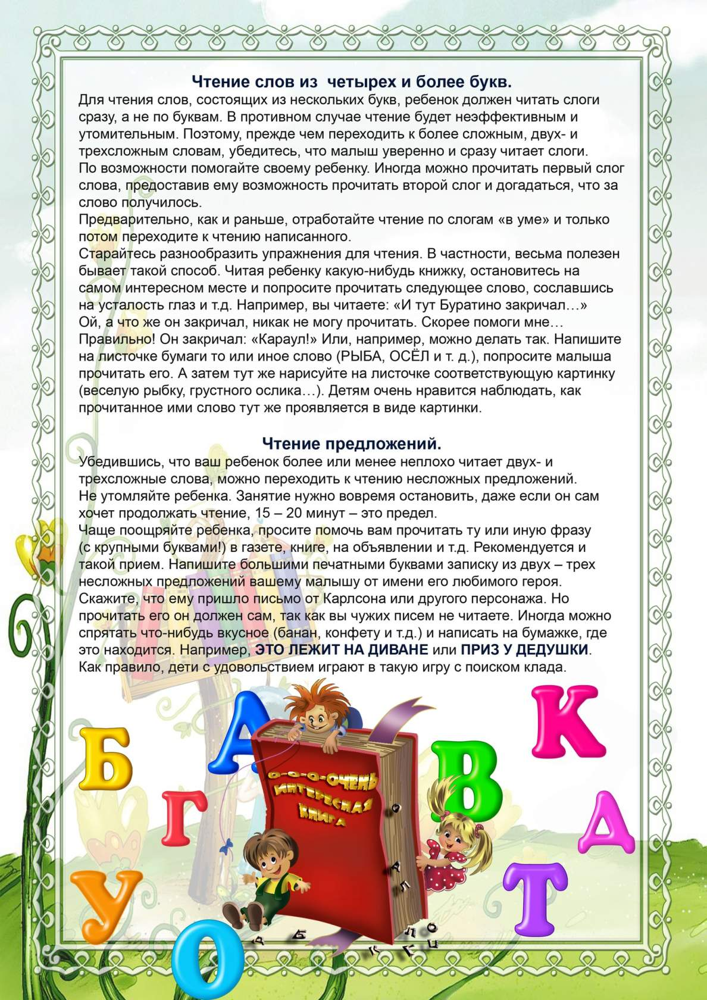 Чтение слов из  четырех и более букв.
Для чтения слов, состоящих из нескольких букв, ребенок должен читать слоги
сразу, а не по буквам. В противном случае чтение будет неэффективным и
утомительным. Поэтому, прежде чем переходить к более сложным, двух- и
трехсложным словам, убедитесь, что малыш уверенно и сразу читает слоги.
По возможности помогайте своему ребенку. Иногда можно прочитать первый слог
слова, предоставив ему возможность прочитать второй слог и догадаться, что за
слово получилось.
Предварительно, как и раньше, отработайте чтение по слогам «в уме» и только
потом переходите к чтению написанного.
Старайтесь разнообразить упражнения для чтения. В частности, весьма полезен
бывает такой способ. Читая ребенку какую-нибудь книжку, остановитесь на
самом интересном месте и попросите прочитать следующее слово, сославшись
на усталость глаз и т.д. Например, вы читаете: «И тут Буратино закричал…»
Ой, а что же он закричал, никак не могу прочитать. Скорее помоги мне…
Правильно! Он закричал: «Караул!» Или, например, можно делать так. Напишите
на листочке бумаги то или иное слово (РЫБА, ОСЁЛ и т. д.), попросите малыша
прочитать его. А затем тут же нарисуйте на листочке соответствующую картинку
(веселую рыбку, грустного ослика…). Детям очень нравится наблюдать, как
прочитанное ими слово тут же проявляется в виде картинки.
Чтение предложений.
Убедившись, что ваш ребенок более или менее неплохо читает двух- и
трехсложные слова, можно переходить к чтению несложных предложений.
Не утомляйте ребенка. Занятие нужно вовремя остановить, даже если он сам
хочет продолжать чтение, 15 – 20 минут – это предел.
Чаще поощряйте ребенка, просите помочь вам прочитать ту или иную фразу
(с крупными буквами!) в газете, книге, на объявлении и т.д. Рекомендуется и
такой прием. Напишите большими печатными буквами записку из двух – трех
несложных предложений вашему малышу от имени его любимого героя.
Скажите, что ему пришло письмо от Карлсона или другого персонажа. Но
прочитать его он должен сам, так как вы чужих писем не читаете. Иногда можно
спрятать что-нибудь вкусное (банан, конфету и т.д.) и написать на бумажке, где
это находится. Например, ЭТО ЛЕЖИТ НА ДИВАНЕ или ПРИЗ У ДЕДУШКИ.
Как правило, дети с удовольствием играют в такую игру с поиском клада.
К
А
Б
В
О-О-О-ОЧЕНЬ
ИНТЕРЕСНАЯ
КНИГА
Г
Д
У
Т
О